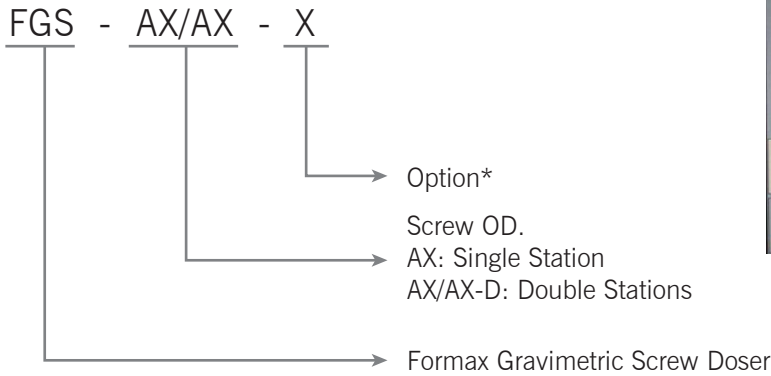 FGS - AX/AX - X
Option*
Screw OD.
AX: Single Station
AX/AX-D: Double Stations
Formax Gravimetric Screw Doser